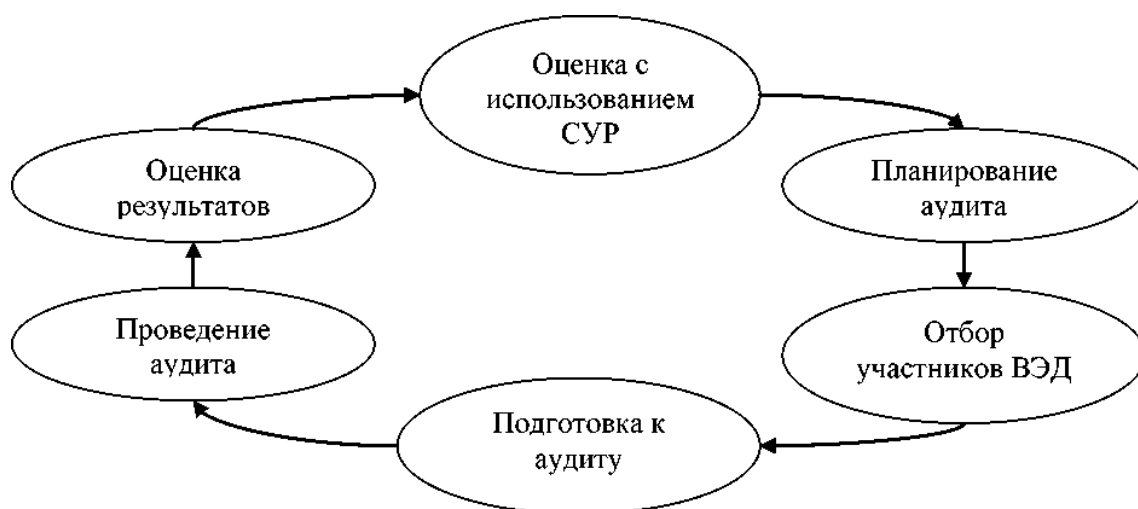 Оценка с
использованием
СУР
Планирование
аудита
Отбор
участников ВЭД
Подготовка к
аудиту
Проведение
аудита
Оценка
результатов